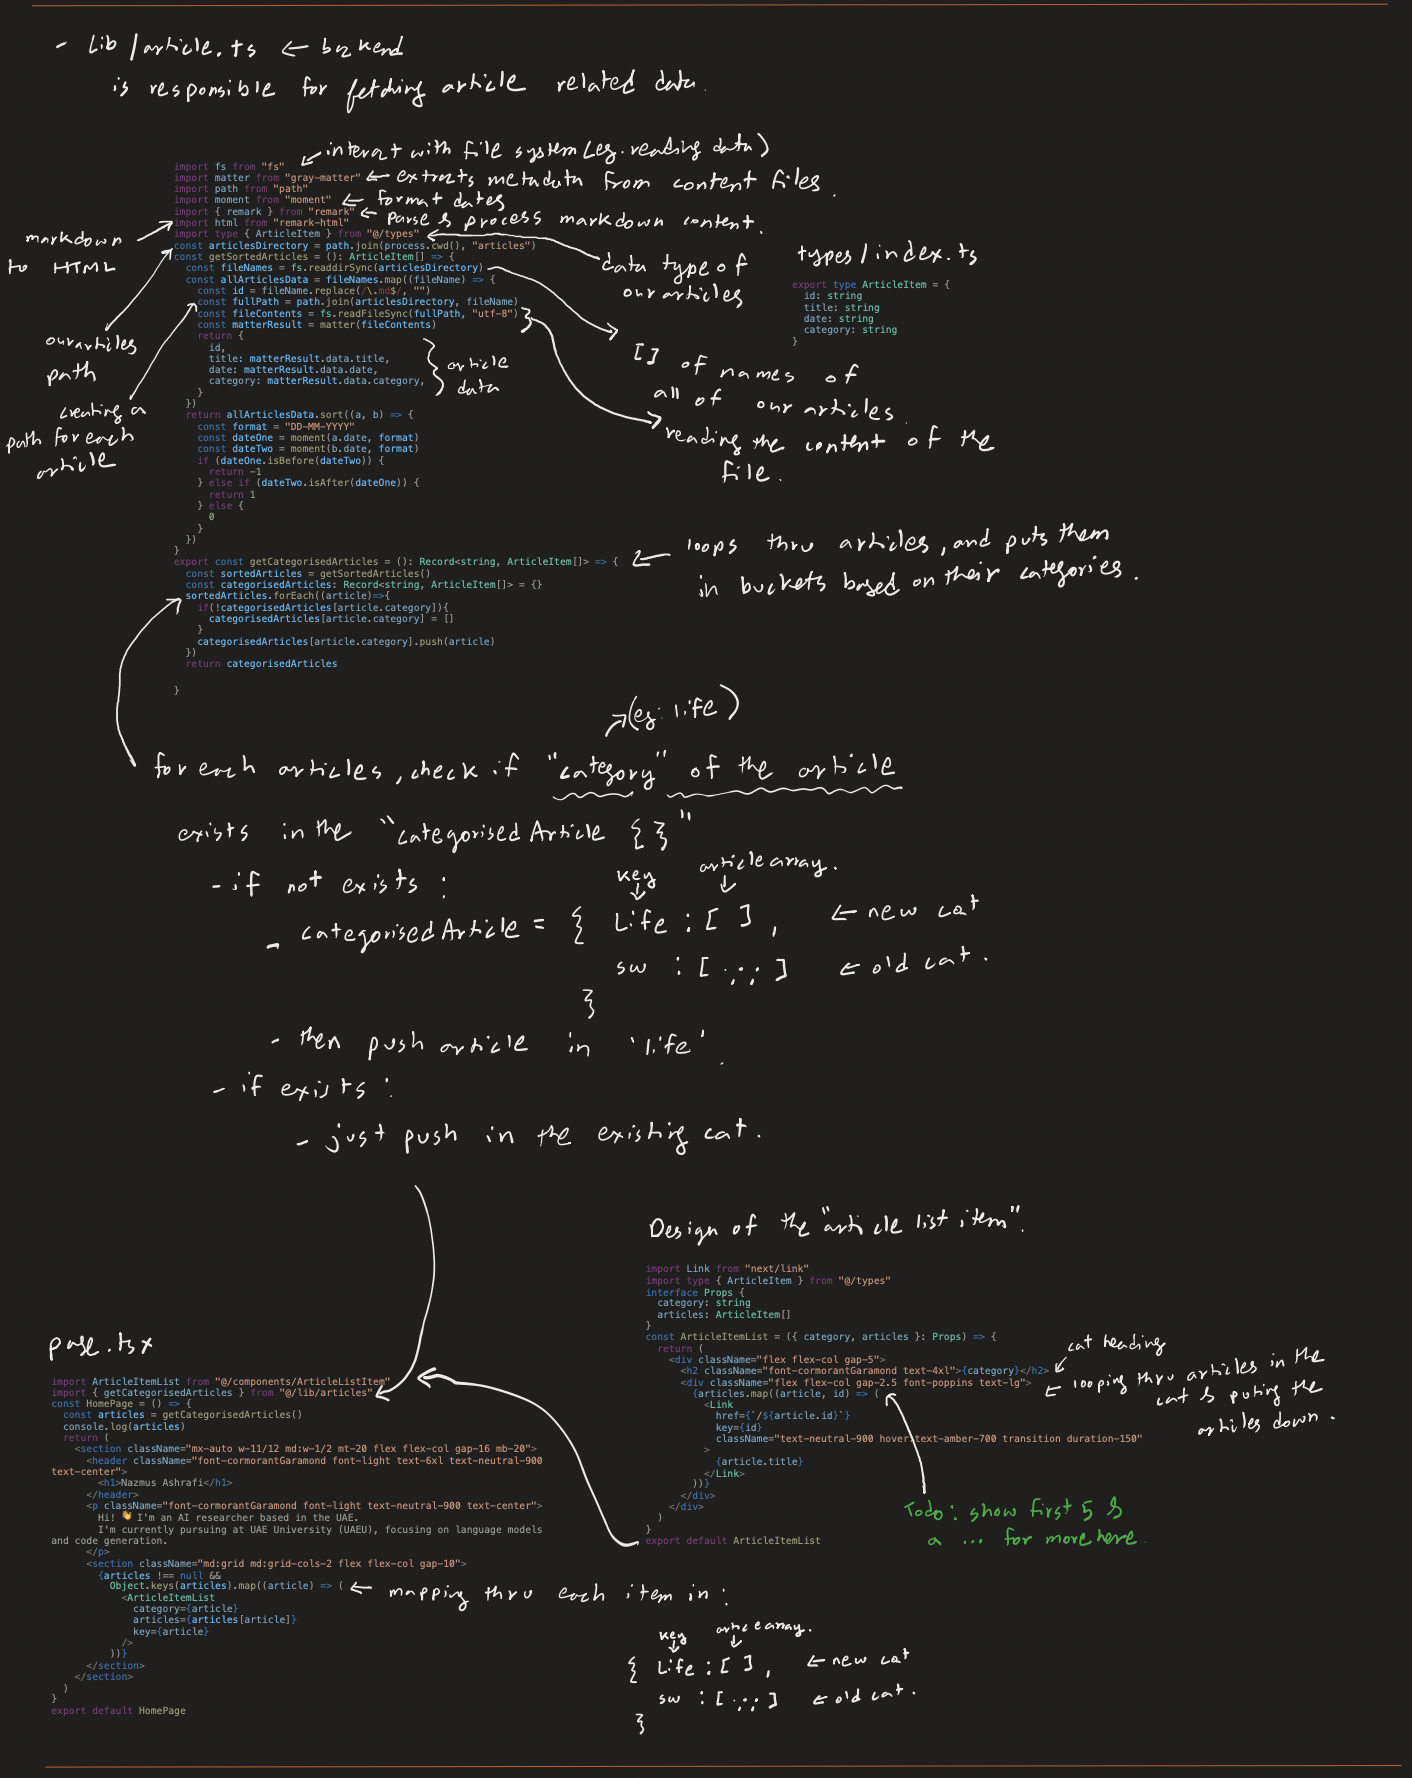 - Lib/article.ts ← backend
is responsible for fetching article related data.
interact with file system (eg. reading data)
import fs from "fs"
import matter from "gray-matter" ← extracts metadata from content files.
import path from "path"
import moment from "moment" ← format dates
import { remark } from "remark" ← parse & process markdown content.
import html from "remark-html"
import type { ArticleItem } from "@/types"
const articlesDirectory = path.join(process.cwd(), "articles")
const getSortedArticles = (): ArticleItem[] => {
const fileNames = fs.readdirSync(articlesDirectory)
const allArticlesData = fileNames.map((fileName) => {
const id = fileName.replace(/\.md$/, "")
const fullPath = path.join(articlesDirectory, fileName)
const fileContents = fs.readFileSync(fullPath, "utf-8")
const matterResult = matter(fileContents)
return {
id,
title: matterResult.data.title,
date: matterResult.data.date,
category: matterResult.data.category,
}
})
return allArticlesData.sort((a, b) => {
const format = "DD-MM-YYYY"
const dateOne = moment(a.date, format)
const dateTwo = moment(b.date, format)
if (dateOne.isBefore(dateTwo)) {
return -1
} else if (dateTwo.isAfter(dateOne)) {
return 1
} else {
0
}
})
}
export const getCategorisedArticles = (): Record<string, ArticleItem[]> => {
const sortedArticles = getSortedArticles()
const categorisedArticles: Record<string, ArticleItem[]> = {}
sortedArticles.forEach((article)=>{
if(!categorisedArticles[article.category]){
categorisedArticles[article.category] = []
}
categorisedArticles[article.category].push(article)
})
return categorisedArticles
}
markdown
to HTML
our articles
path
creating a
path for each
article
article
data
data type of
our articles
types/index.ts
export type ArticleItem = {
id: string
title: string
date: string
category: string
}
[] of names of
all of our articles
reading the content of the
file.
← loops thru articles, and puts them
in buckets based on their categories.
(eg: life)
for each articles, check if "category" of the article
exists in the "categorisedArticle {}"
- if not exists :
key article array.
- categorisedArticle = { Life : [ ] , ← new cat
sw : [ .,., ] ← old cat.
}
- then push article in 'life'.
- if exists :
- just push in the existing cat.
Design of the "article list item".
import Link from "next/link"
import type { ArticleItem } from "@/types"
interface Props {
category: string
articles: ArticleItem[]
}
const ArticleItemList = ({ category, articles }: Props) => {
return (
<div className="flex flex-col gap-5">
<h2 className="font-cormorantGaramond text-4xl">{category}</h2>
<div className="flex flex-col gap-2.5 font-poppins text-lg">
{articles.map((article, id) => (
<Link
href={`/${article.id}`}
key={id}
className="text-neutral-900 hover:text-amber-700 transition duration-150"
>
{article.title}
</Link>
))}
</div>
</div>
)
}
export default ArticleItemList
cat heading
← looping thru articles in the
cat & puting the
articles down.
Todo: show first 5 &
a ... for more here.
page.tsx
import ArticleItemList from "@/components/ArticleListItem"
import { getCategorisedArticles } from "@/lib/articles"
const HomePage = () => {
const articles = getCategorisedArticles()
console.log(articles)
return (
<section className="mx-auto w-11/12 md:w-1/2 mt-20 flex flex-col gap-16 mb-20">
<header className="font-cormorantGaramond font-light text-6xl text-neutral-900
text-center">
<h1>Nazmus Ashrafi</h1>
</header>
<p className="font-cormorantGaramond font-light text-neutral-900 text-center">
Hi! 👋 I'm an AI researcher based in the UAE.
I'm currently pursuing at UAE University (UAEU), focusing on language models
and code generation.
</p>
<section className="md:grid md:grid-cols-2 flex flex-col gap-10">
{articles !== null &&
Object.keys(articles).map((article) => ( ← mapping thru each item in :
<ArticleItemList
category={article}
articles={articles[article]}
key={article}
/>
))}
</section>
</section>
)
}
export default HomePage
key article array.
{ Life : [ ] , ← new cat
sw : [ .,., ] ← old cat.
}